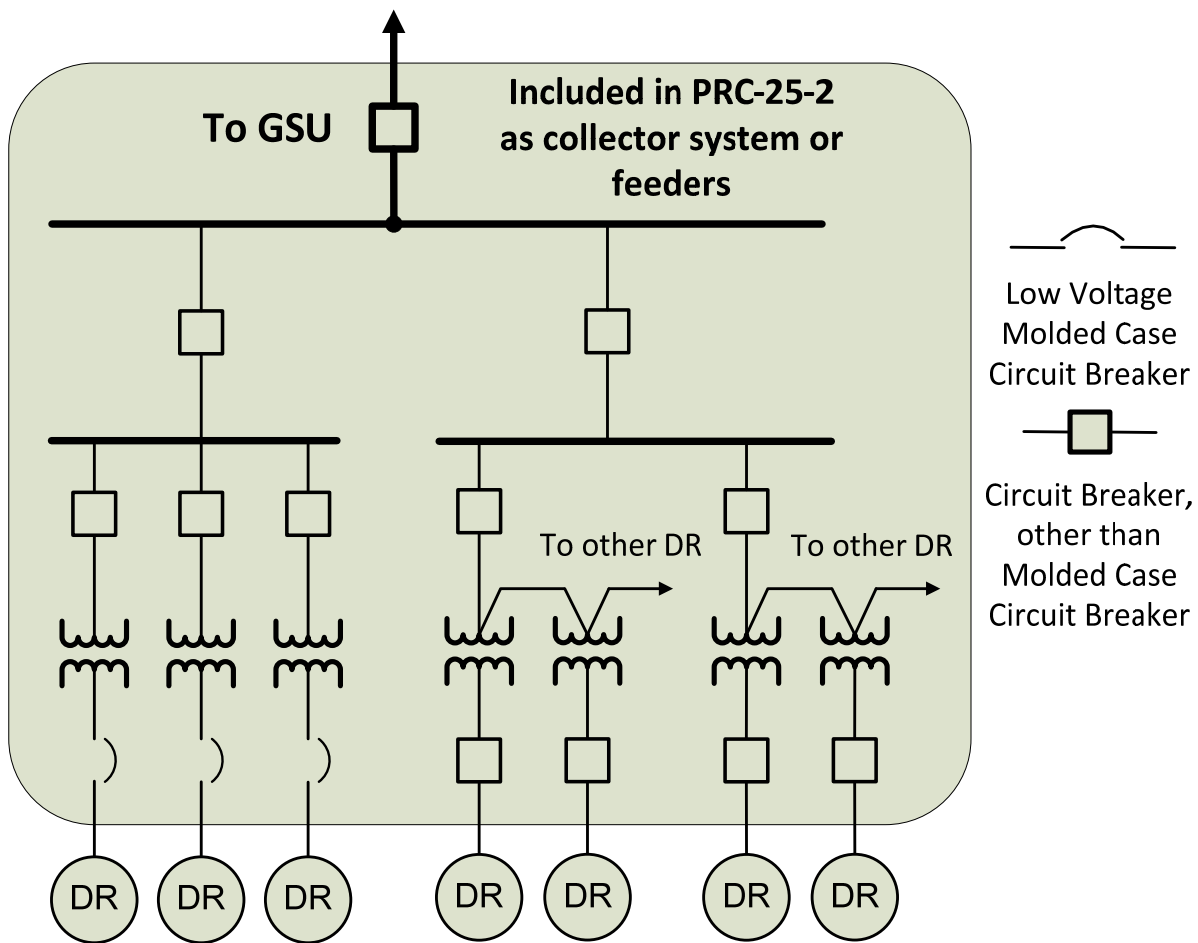 To GSU
Included in PRC-25-2
as collector system or
feeders
Low Voltage
Molded Case
Circuit Breaker
Circuit Breaker,
other than
Molded Case
Circuit Breaker
To other DR
To other DR
DR
DR
DR
DR
DR
DR
DR